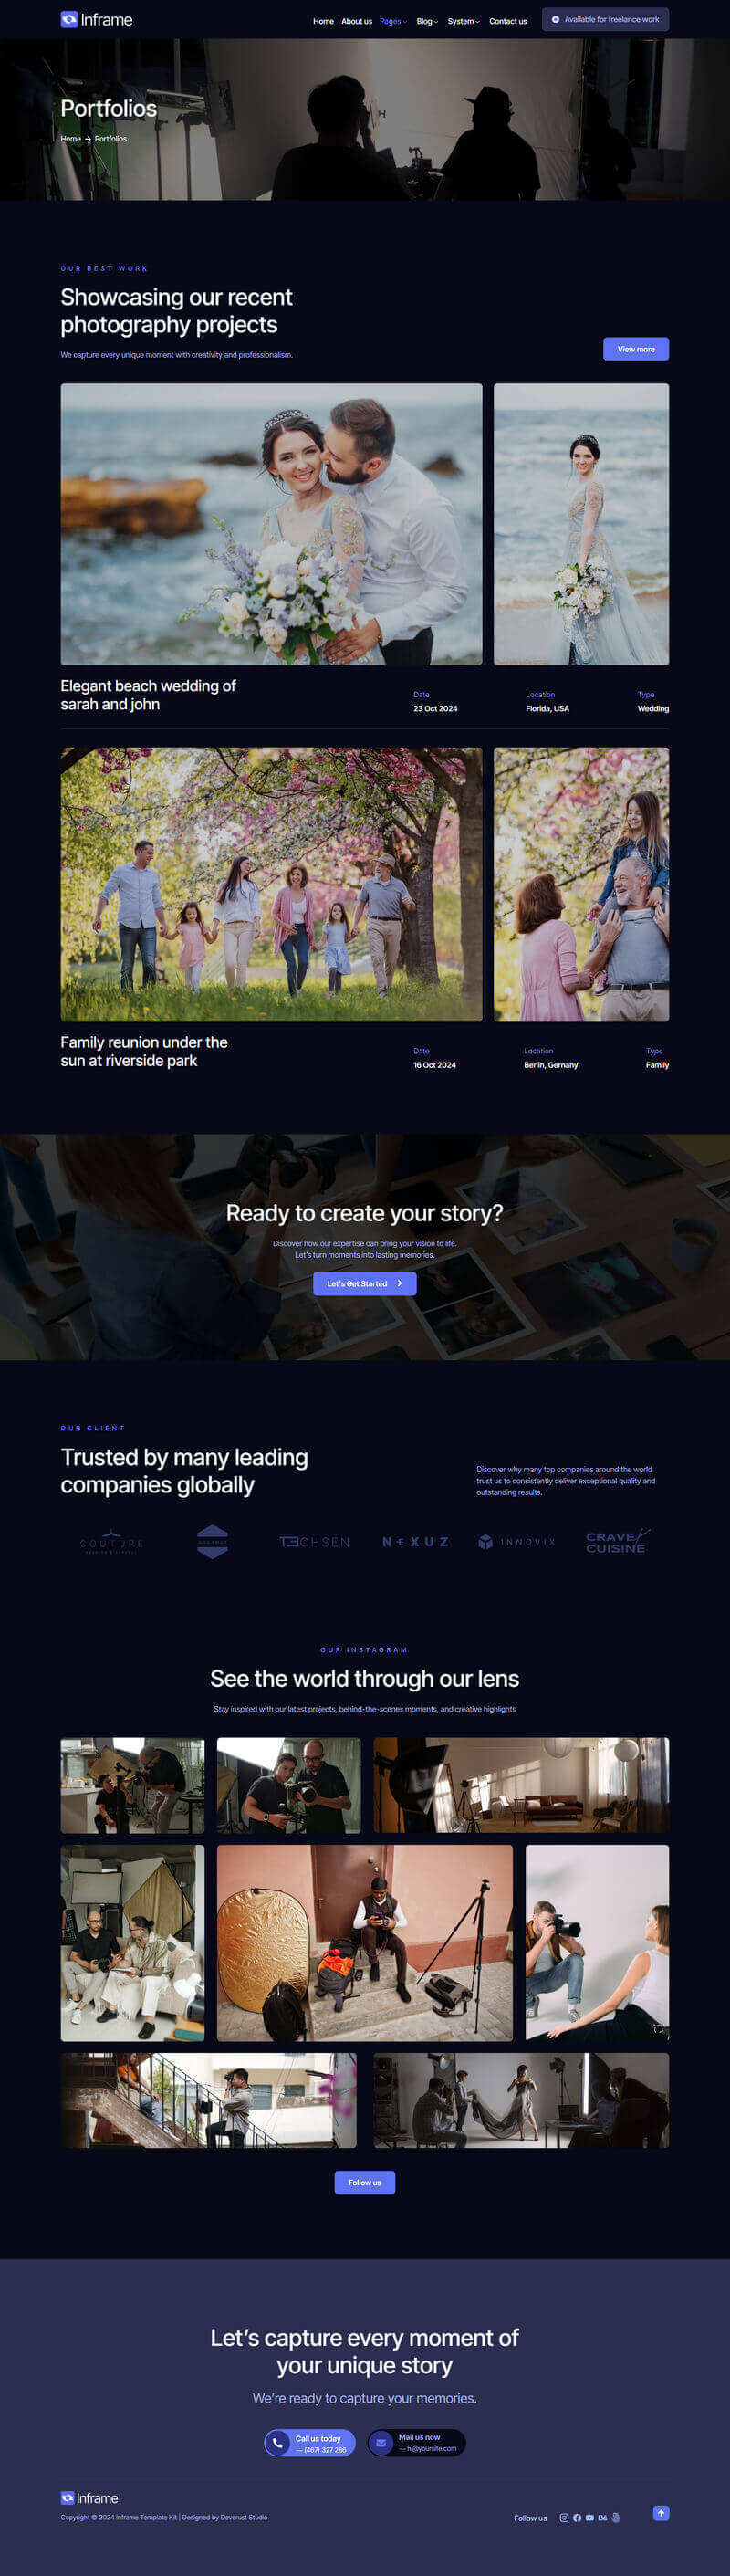 Inframe
Home About us Pages Blog System Contact us Available for freelance work
Portfolios
Home → Portfolios
OUR BEST WORK
Showcasing our recent
photography projects
We capture every unique moment with creativity and professionalism.
View more
Elegant beach wedding of
sarah and john
Date Location Type
23 Oct 2024 Florida, USA Wedding
Family reunion under the
sun at riverside park
Date Location Type
16 Oct 2024 Berlin, Gernany Family
Ready to create your story?
Discover how our expertise can bring your vision to life.
Let's turn moments into lasting memories.
Let's Get Started →
OUR CLIENT
Trusted by many leading
companies globally
Discover why many top companies around the world
trust us to consistently deliver exceptional quality and
outstanding results.
COUTURE
TECHSEN
NEXUZ
INNOVIX
CRAVE
CUISINE
OUR INSTAGRAM
See the world through our lens
Stay inspired with our latest projects, behind-the-scenes moments, and creative highlights
Follow us
Let's capture every moment of
your unique story
We're ready to capture your memories.
Call us today
— (467) 327 286
Mail us now
— hi@yoursite.com
Inframe
Copyright © 2024 Inframe Template Kit | Designed by Deverust Studio
Follow us